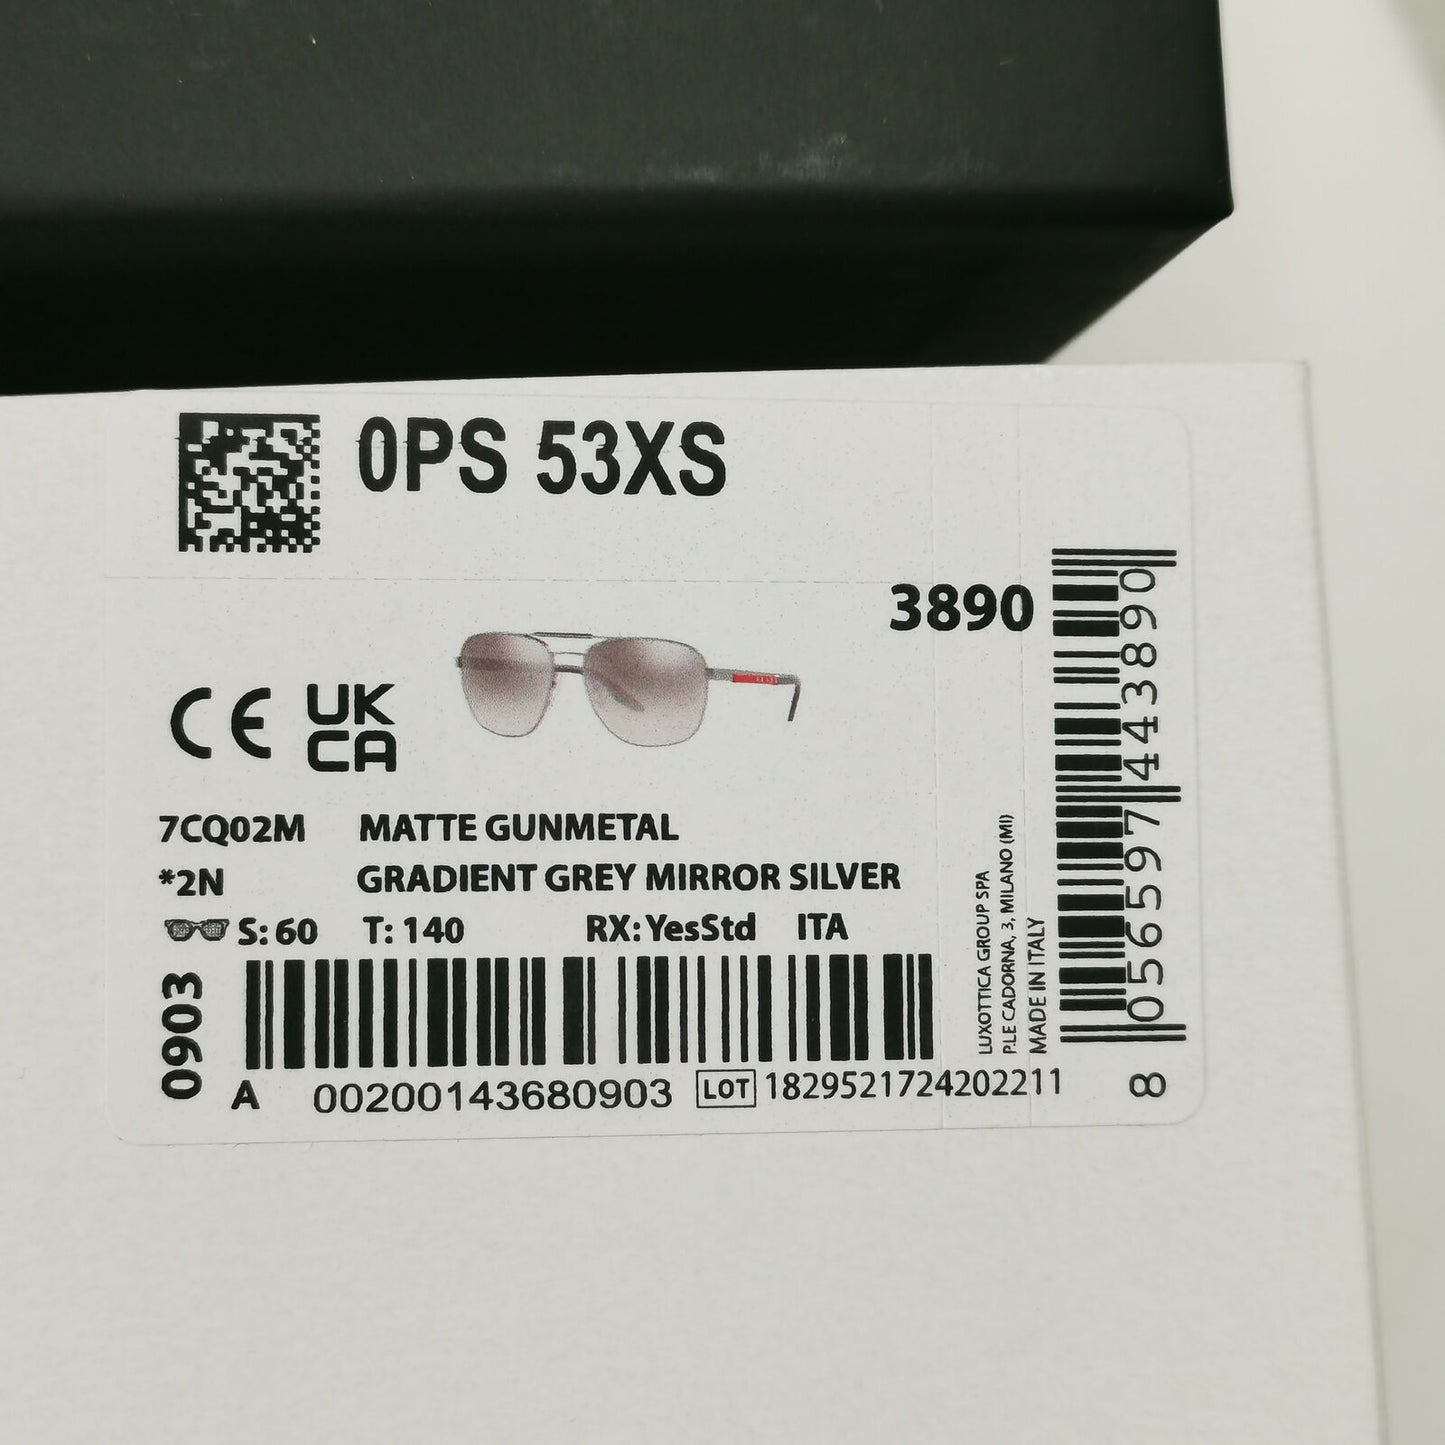 0PS 53XS
3890
CE UK
CA
7CQ02M MATTE GUNMETAL
*2N GRADIENT GREY MIRROR SILVER
S: 60 T: 140 RX: YesStd ITA
0903
A 00200143680903 LOT 1829521724202211
LUXOTTICA GROUP SPA
P.LE CADORNA, 3, MILANO (MI)
MADE IN ITALY
8 056597 443890